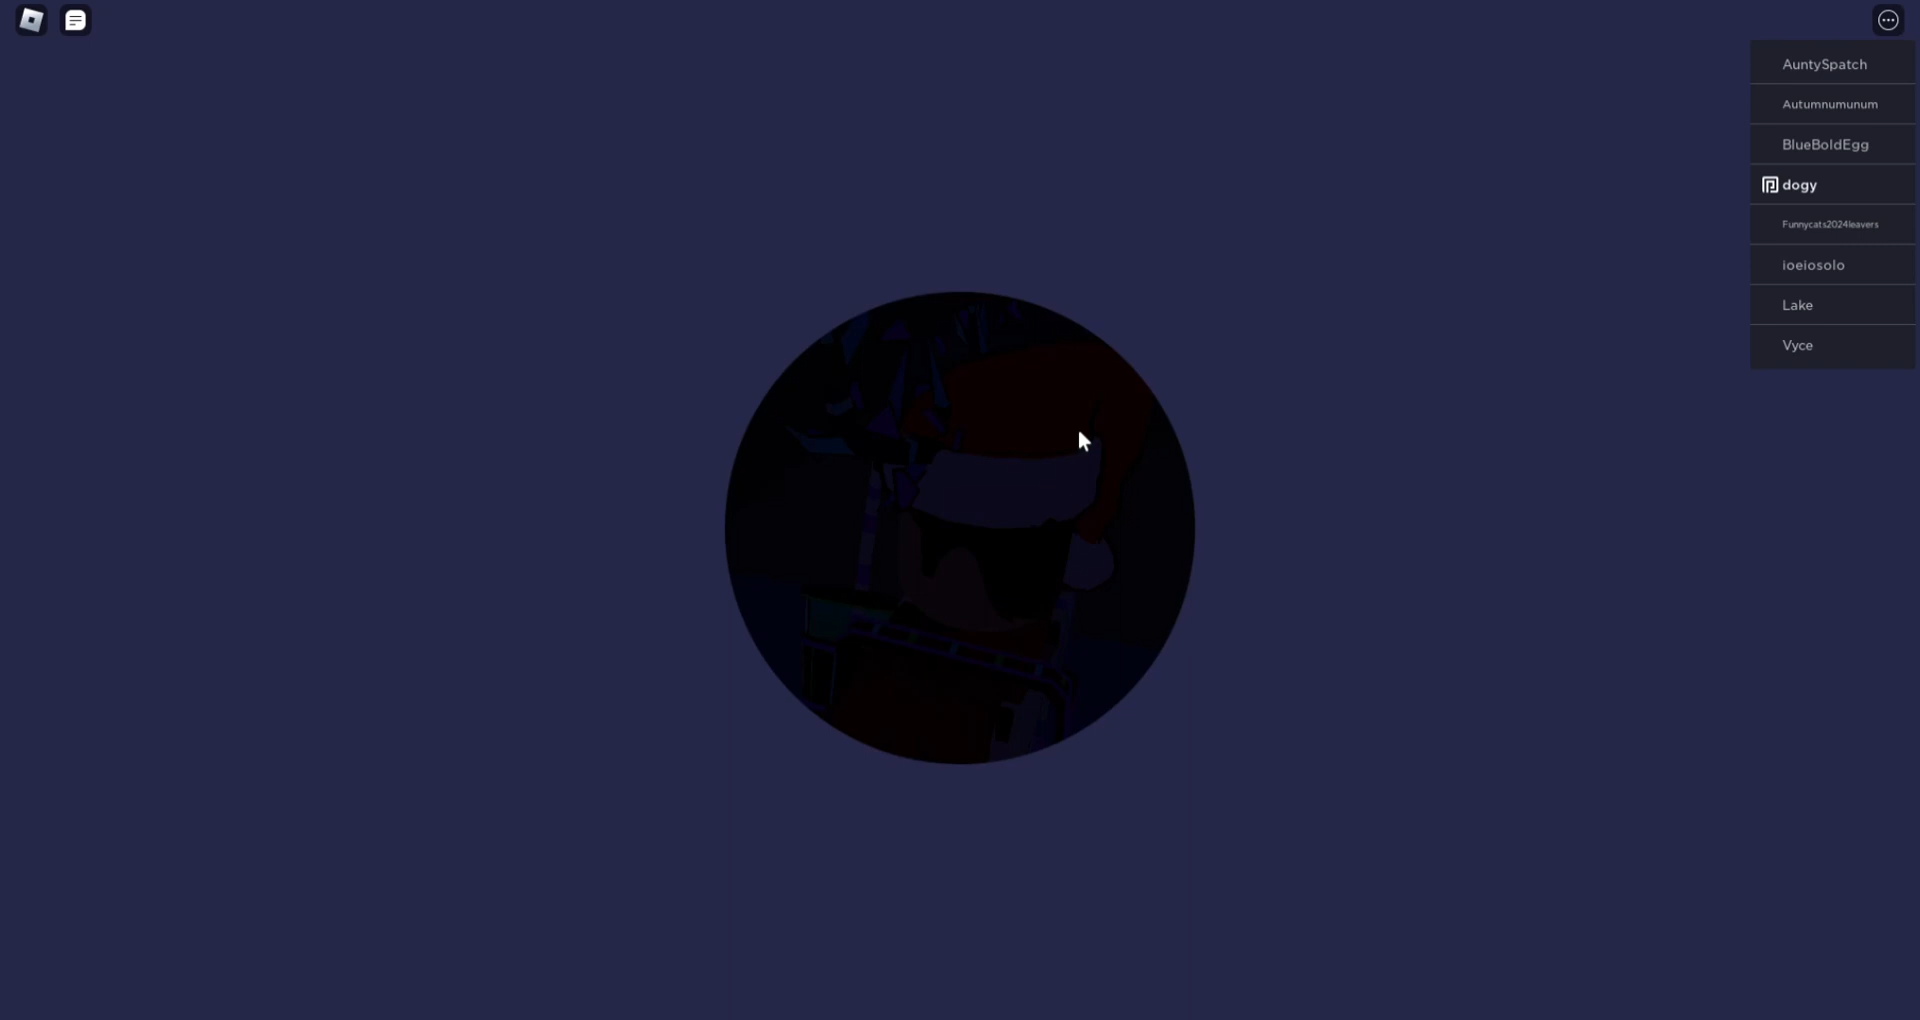 AuntySpatch
Autumnumunum
BlueBoldEgg
dogy
Funnycats2024leavers
ioeiosolo
Lake
Vyce